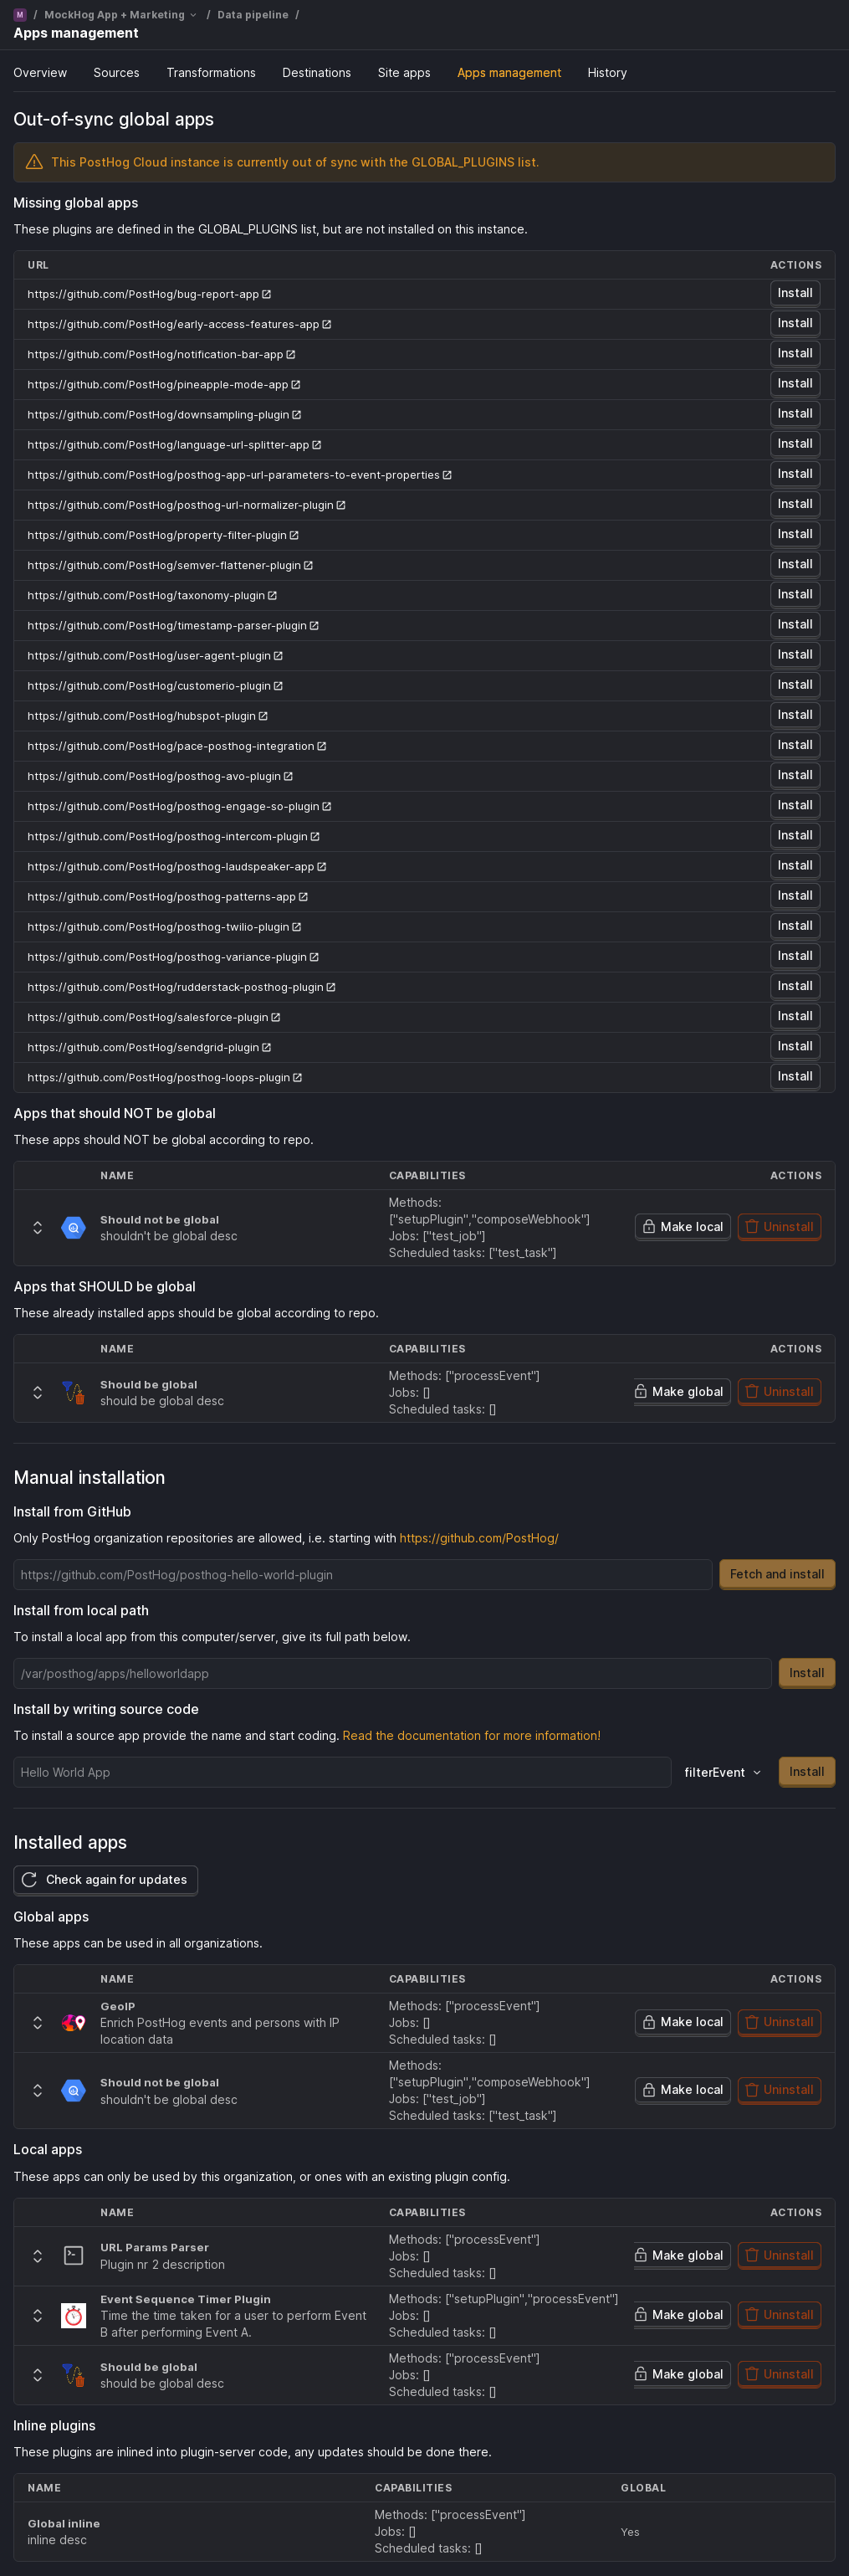 M / MockHog App + Marketing / Data pipeline /
Apps management
Overview Sources Transformations Destinations Site apps Apps management History
Out-of-sync global apps
This PostHog Cloud instance is currently out of sync with the GLOBAL_PLUGINS list.
Missing global apps
These plugins are defined in the GLOBAL_PLUGINS list, but are not installed on this instance.
URL ACTIONS
https://github.com/PostHog/bug-report-app Install
https://github.com/PostHog/early-access-features-app Install
https://github.com/PostHog/notification-bar-app Install
https://github.com/PostHog/pineapple-mode-app Install
https://github.com/PostHog/downsampling-plugin Install
https://github.com/PostHog/language-url-splitter-app Install
https://github.com/PostHog/posthog-app-url-parameters-to-event-properties Install
https://github.com/PostHog/posthog-url-normalizer-plugin Install
https://github.com/PostHog/property-filter-plugin Install
https://github.com/PostHog/semver-flattener-plugin Install
https://github.com/PostHog/taxonomy-plugin Install
https://github.com/PostHog/timestamp-parser-plugin Install
https://github.com/PostHog/user-agent-plugin Install
https://github.com/PostHog/customerio-plugin Install
https://github.com/PostHog/hubspot-plugin Install
https://github.com/PostHog/pace-posthog-integration Install
https://github.com/PostHog/posthog-avo-plugin Install
https://github.com/PostHog/posthog-engage-so-plugin Install
https://github.com/PostHog/posthog-intercom-plugin Install
https://github.com/PostHog/posthog-laudspeaker-app Install
https://github.com/PostHog/posthog-patterns-app Install
https://github.com/PostHog/posthog-twilio-plugin Install
https://github.com/PostHog/posthog-variance-plugin Install
https://github.com/PostHog/rudderstack-posthog-plugin Install
https://github.com/PostHog/salesforce-plugin Install
https://github.com/PostHog/sendgrid-plugin Install
https://github.com/PostHog/posthog-loops-plugin Install
Apps that should NOT be global
These apps should NOT be global according to repo.
NAME CAPABILITIES ACTIONS
Should not be global
shouldn't be global desc
Methods:
["setupPlugin","composeWebhook"]
Jobs: ["test_job"]
Scheduled tasks: ["test_task"]
Make local Uninstall
Apps that SHOULD be global
These already installed apps should be global according to repo.
NAME CAPABILITIES ACTIONS
Should be global
should be global desc
Methods: ["processEvent"]
Jobs: []
Scheduled tasks: []
Make global Uninstall
Manual installation
Install from GitHub
Only PostHog organization repositories are allowed, i.e. starting with https://github.com/PostHog/
https://github.com/PostHog/posthog-hello-world-plugin Fetch and install
Install from local path
To install a local app from this computer/server, give its full path below.
/var/posthog/apps/helloworldapp Install
Install by writing source code
To install a source app provide the name and start coding. Read the documentation for more information!
Hello World App filterEvent Install
Installed apps
Check again for updates
Global apps
These apps can be used in all organizations.
NAME CAPABILITIES ACTIONS
GeoIP
Enrich PostHog events and persons with IP
location data
Methods: ["processEvent"]
Jobs: []
Scheduled tasks: []
Make local Uninstall
Should not be global
shouldn't be global desc
Methods:
["setupPlugin","composeWebhook"]
Jobs: ["test_job"]
Scheduled tasks: ["test_task"]
Make local Uninstall
Local apps
These apps can only be used by this organization, or ones with an existing plugin config.
NAME CAPABILITIES ACTIONS
URL Params Parser
Plugin nr 2 description
Methods: ["processEvent"]
Jobs: []
Scheduled tasks: []
Make global Uninstall
Event Sequence Timer Plugin
Time the time taken for a user to perform Event
B after performing Event A.
Methods: ["setupPlugin","processEvent"]
Jobs: []
Scheduled tasks: []
Make global Uninstall
Should be global
should be global desc
Methods: ["processEvent"]
Jobs: []
Scheduled tasks: []
Make global Uninstall
Inline plugins
These plugins are inlined into plugin-server code, any updates should be done there.
NAME CAPABILITIES GLOBAL
Global inline
inline desc
Methods: ["processEvent"]
Jobs: []
Scheduled tasks: []
Yes